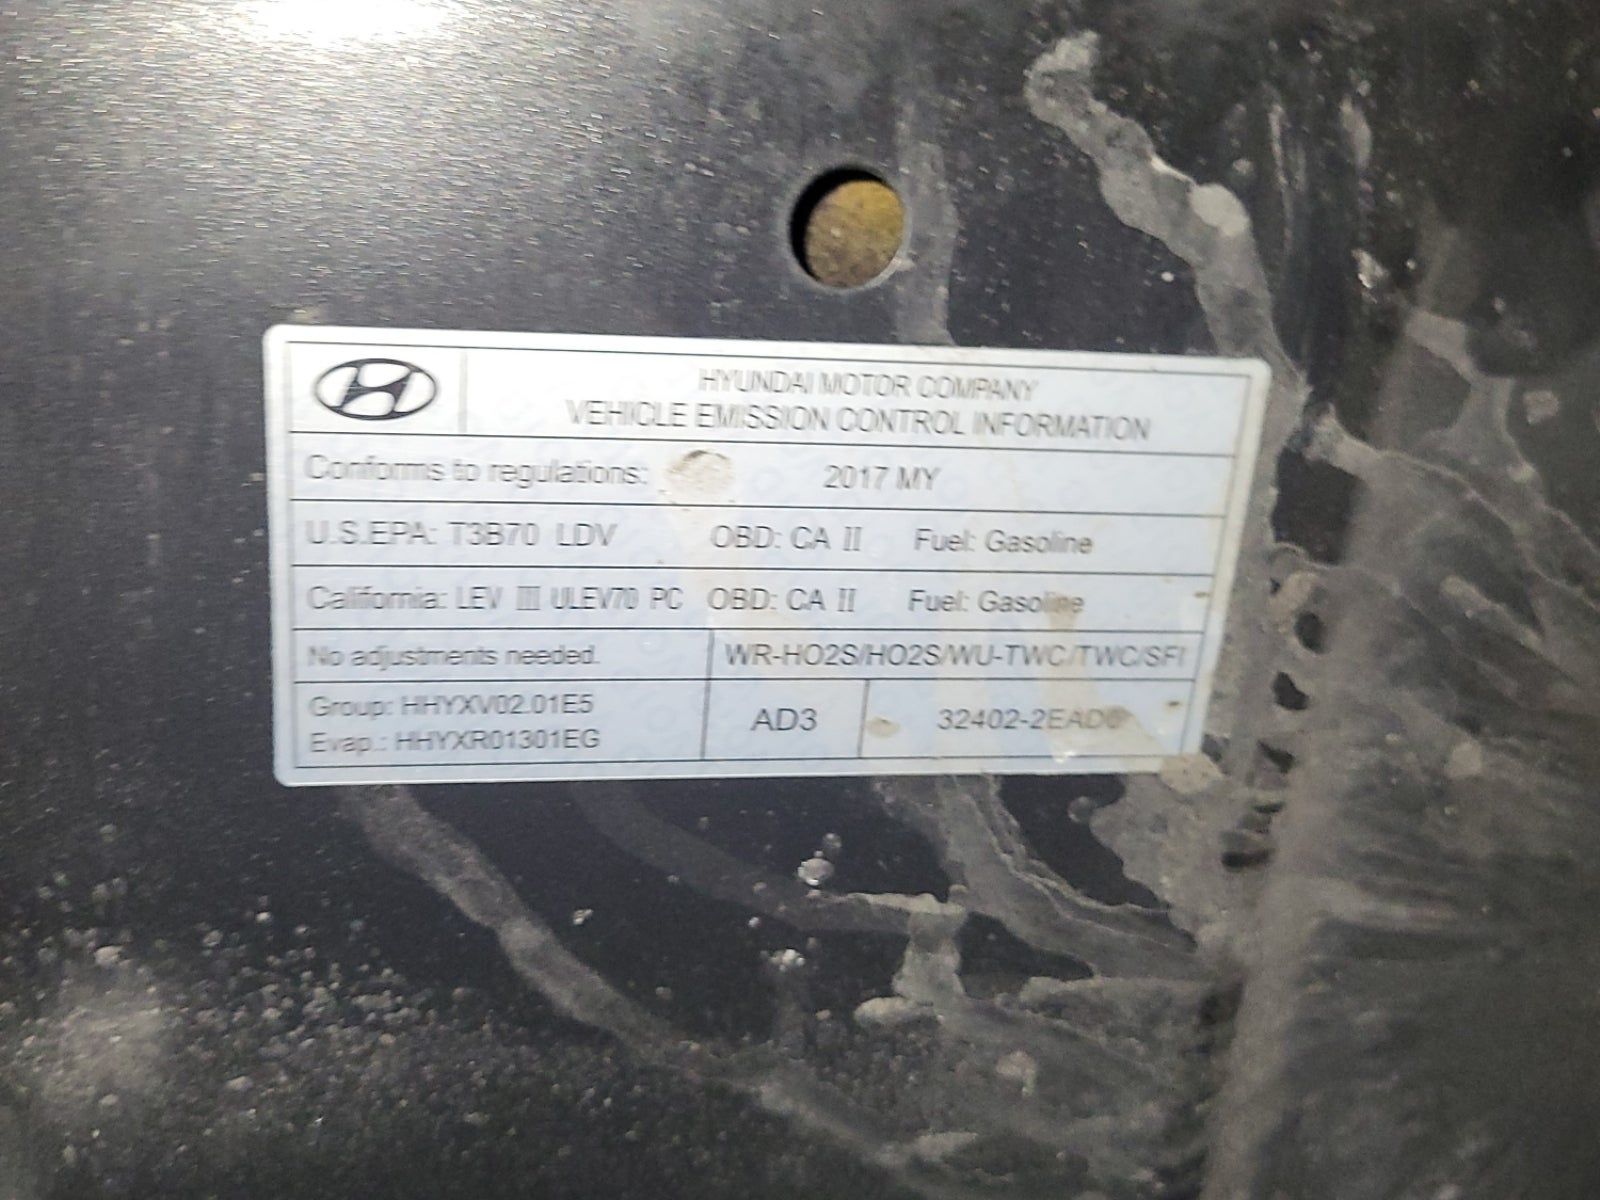 HYUNDAI MOTOR COMPANY
VEHICLE EMISSION CONTROL INFORMATION
Conforms to regulations: 2017 MY
U.S.EPA: T3B70 LDV OBD: CA II Fuel: Gasoline
California: LEV III ULEV70 PC OBD: CA II Fuel: Gasoline
No adjustments needed. WR-HO2S/HO2S/WU-TWC/TWC/SFI
Group: HHYXV02.01E5
Evap.: HHYXR01301EG
AD3 32402-2EAD0